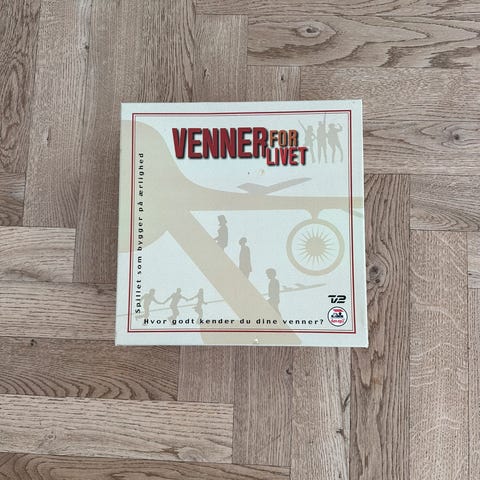 VENNER FOR
LIVET
Spillet som bygger på ærlighed
Hvor godt kender du dine venner?
TV2